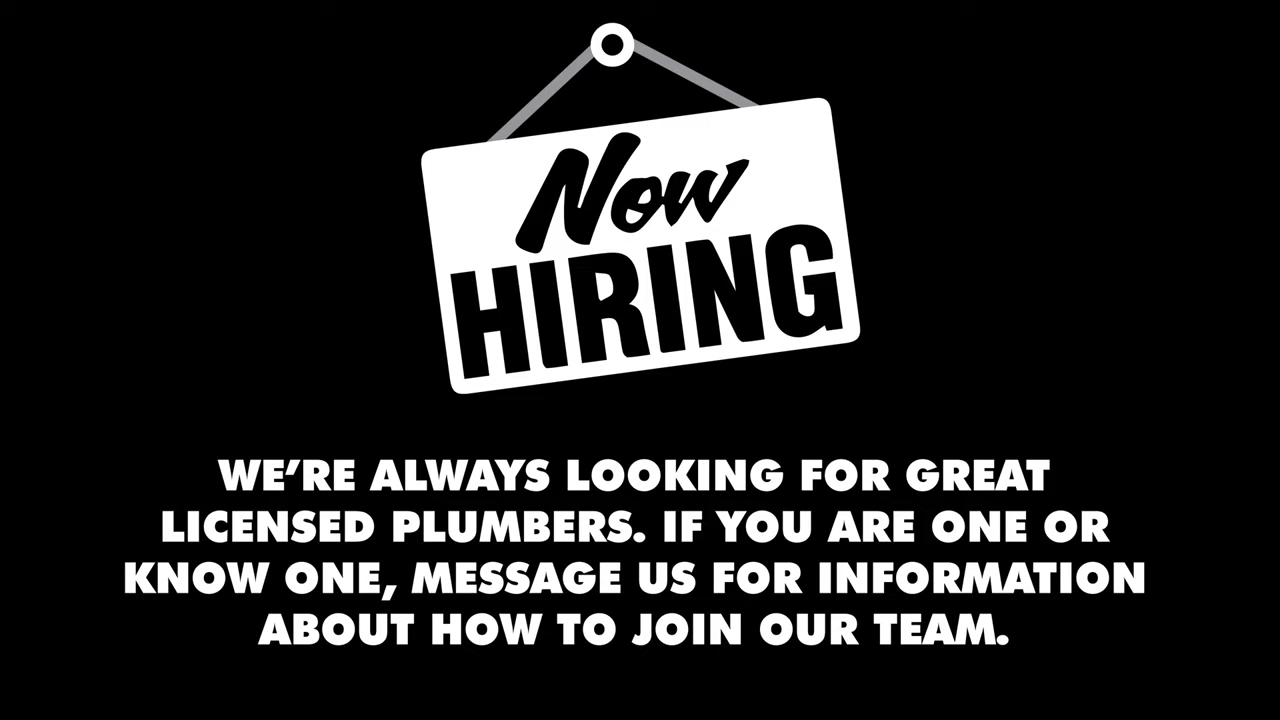 Now
HIRING
WE’RE ALWAYS LOOKING FOR GREAT
LICENSED PLUMBERS. IF YOU ARE ONE OR
KNOW ONE, MESSAGE US FOR INFORMATION
ABOUT HOW TO JOIN OUR TEAM.